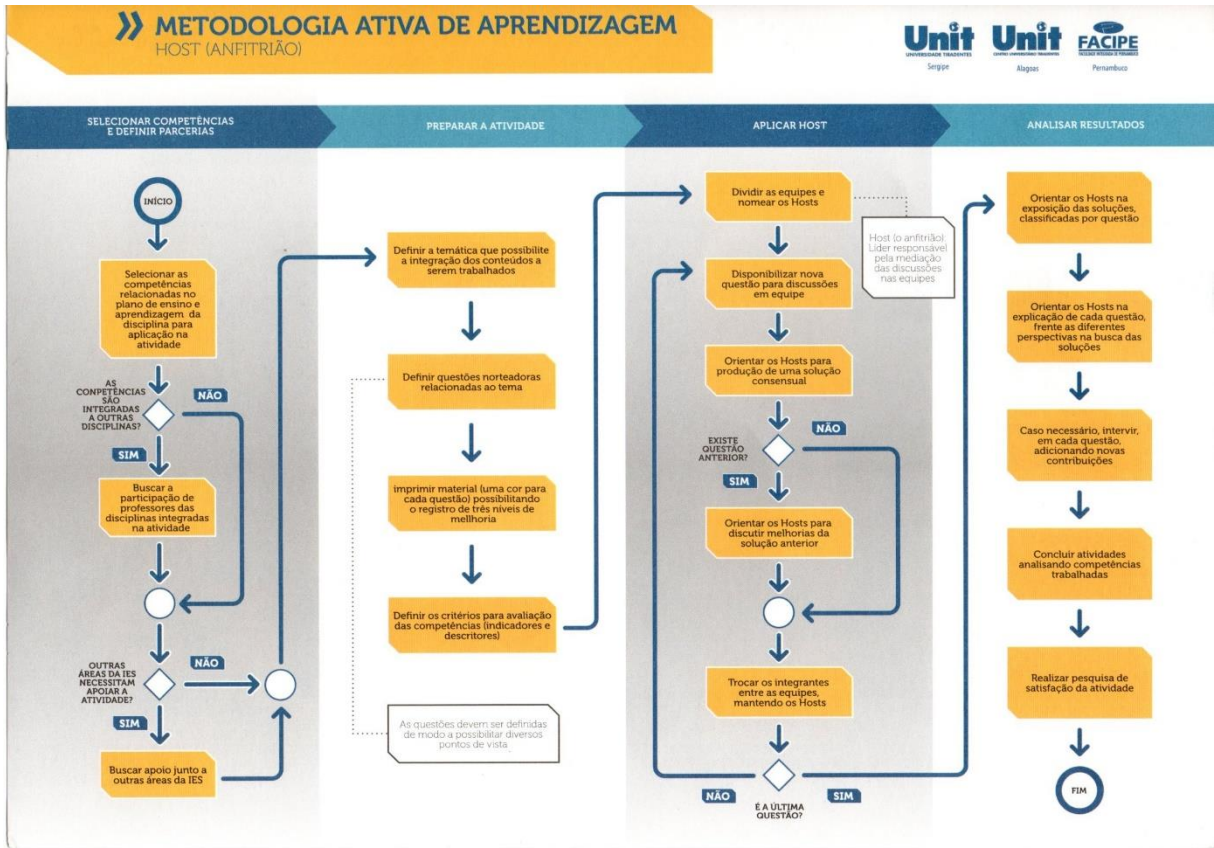 METODOLOGIA ATIVA DE APRENDIZAGEM
HOST (ANFITRIÃO)
Unit
UNIVERSIDADE TIRADENTES
Sergipe
Unit
CENTRO UNIVERSITÁRIO TIRADENTES
Alagoas
FACIPE
Pernambuco
SELECIONAR COMPETÊNCIAS
E DEFINIR PARCERIAS
PREPARAR A ATIVIDADE
APLICAR HOST
ANALISAR RESULTADOS
INÍCIO
Selecionar as
competências
relacionadas no
plano de ensino e
aprendizagem da
disciplina para
aplicação na
atividade
AS
COMPETÊNCIAS
SÃO
INTEGRADAS
A OUTRAS
DISCIPLINAS?
NÃO
SIM
Buscar a
participação de
professores das
disciplinas integradas
na atividade
OUTRAS
ÁREAS DA IES
NECESSITAM
APOIAR A
ATIVIDADE?
NÃO
SIM
Buscar apoio junto a
outras áreas da IES
Definir a temática que possibilite
a integração dos conteúdos a
serem trabalhados
Definir questões norteadoras
relacionadas ao tema
imprimir material (uma cor para
cada questão) possibilitando
o registro de três níveis de
mellhoria
Definir os critérios para avaliação
das competências (indicadores e
descritores)
As questões devem ser definidas
de modo a possibilitar diversos
pontos de vista
Dividir as equipes e
nomear os Hosts
Host (o anfitrião):
Líder responsável
pela mediação
das discussões
nas equipes
Disponibilizar nova
questão para discussões
em equipe
Orientar os Hosts para
produção de uma solução
consensual
EXISTE
QUESTÃO
ANTERIOR?
NÃO
SIM
Orientar os Hosts para
discutir melhorias da
solução anterior
Trocar os integrantes
entre as equipes,
mantendo os Hosts
NÃO
SIM
É A ÚLTIMA
QUESTÃO?
Orientar os Hosts na
exposição das soluções,
classificadas por questão
Orientar os Hosts na
explicação de cada questão,
frente as diferentes
perspectivas na busca das
soluções
Caso necessário, intervir,
em cada questão,
adicionando novas
contribuições
Concluir atividades
analisando competências
trabalhadas
Realizar pesquisa de
satisfação da atividade
FIM